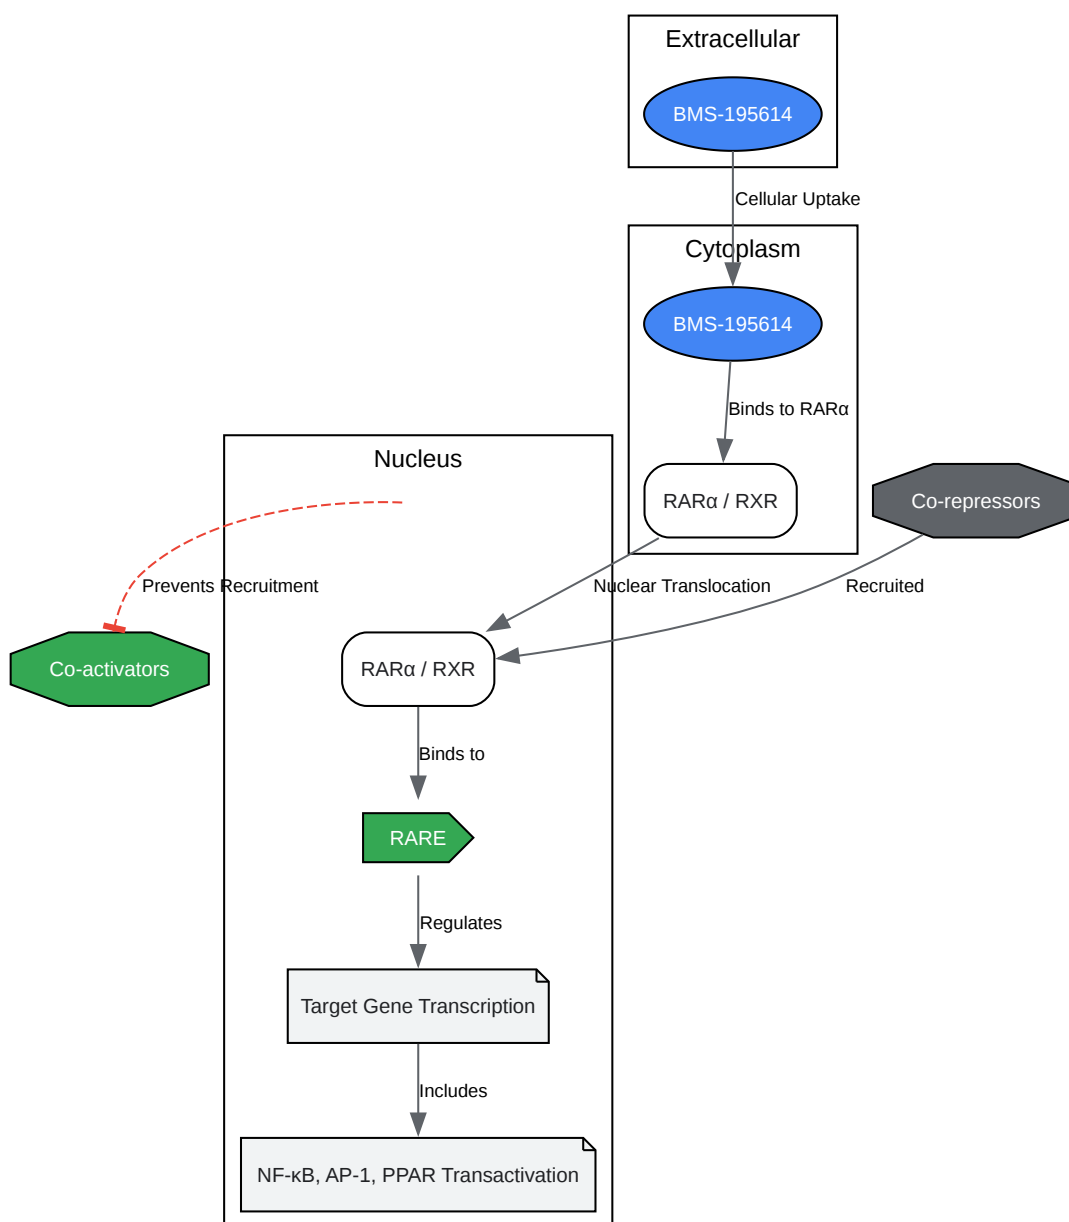 Extracellular
BMS-195614
Cellular Uptake
Cytoplasm
BMS-195614
Binds to RARα
Nucleus
RARα / RXR
Co-repressors
Prevents Recruitment
Nuclear Translocation
Recruited
Co-activators
RARα / RXR
Binds to
RARE
Regulates
Target Gene Transcription
Includes
NF-κB, AP-1, PPAR Transactivation